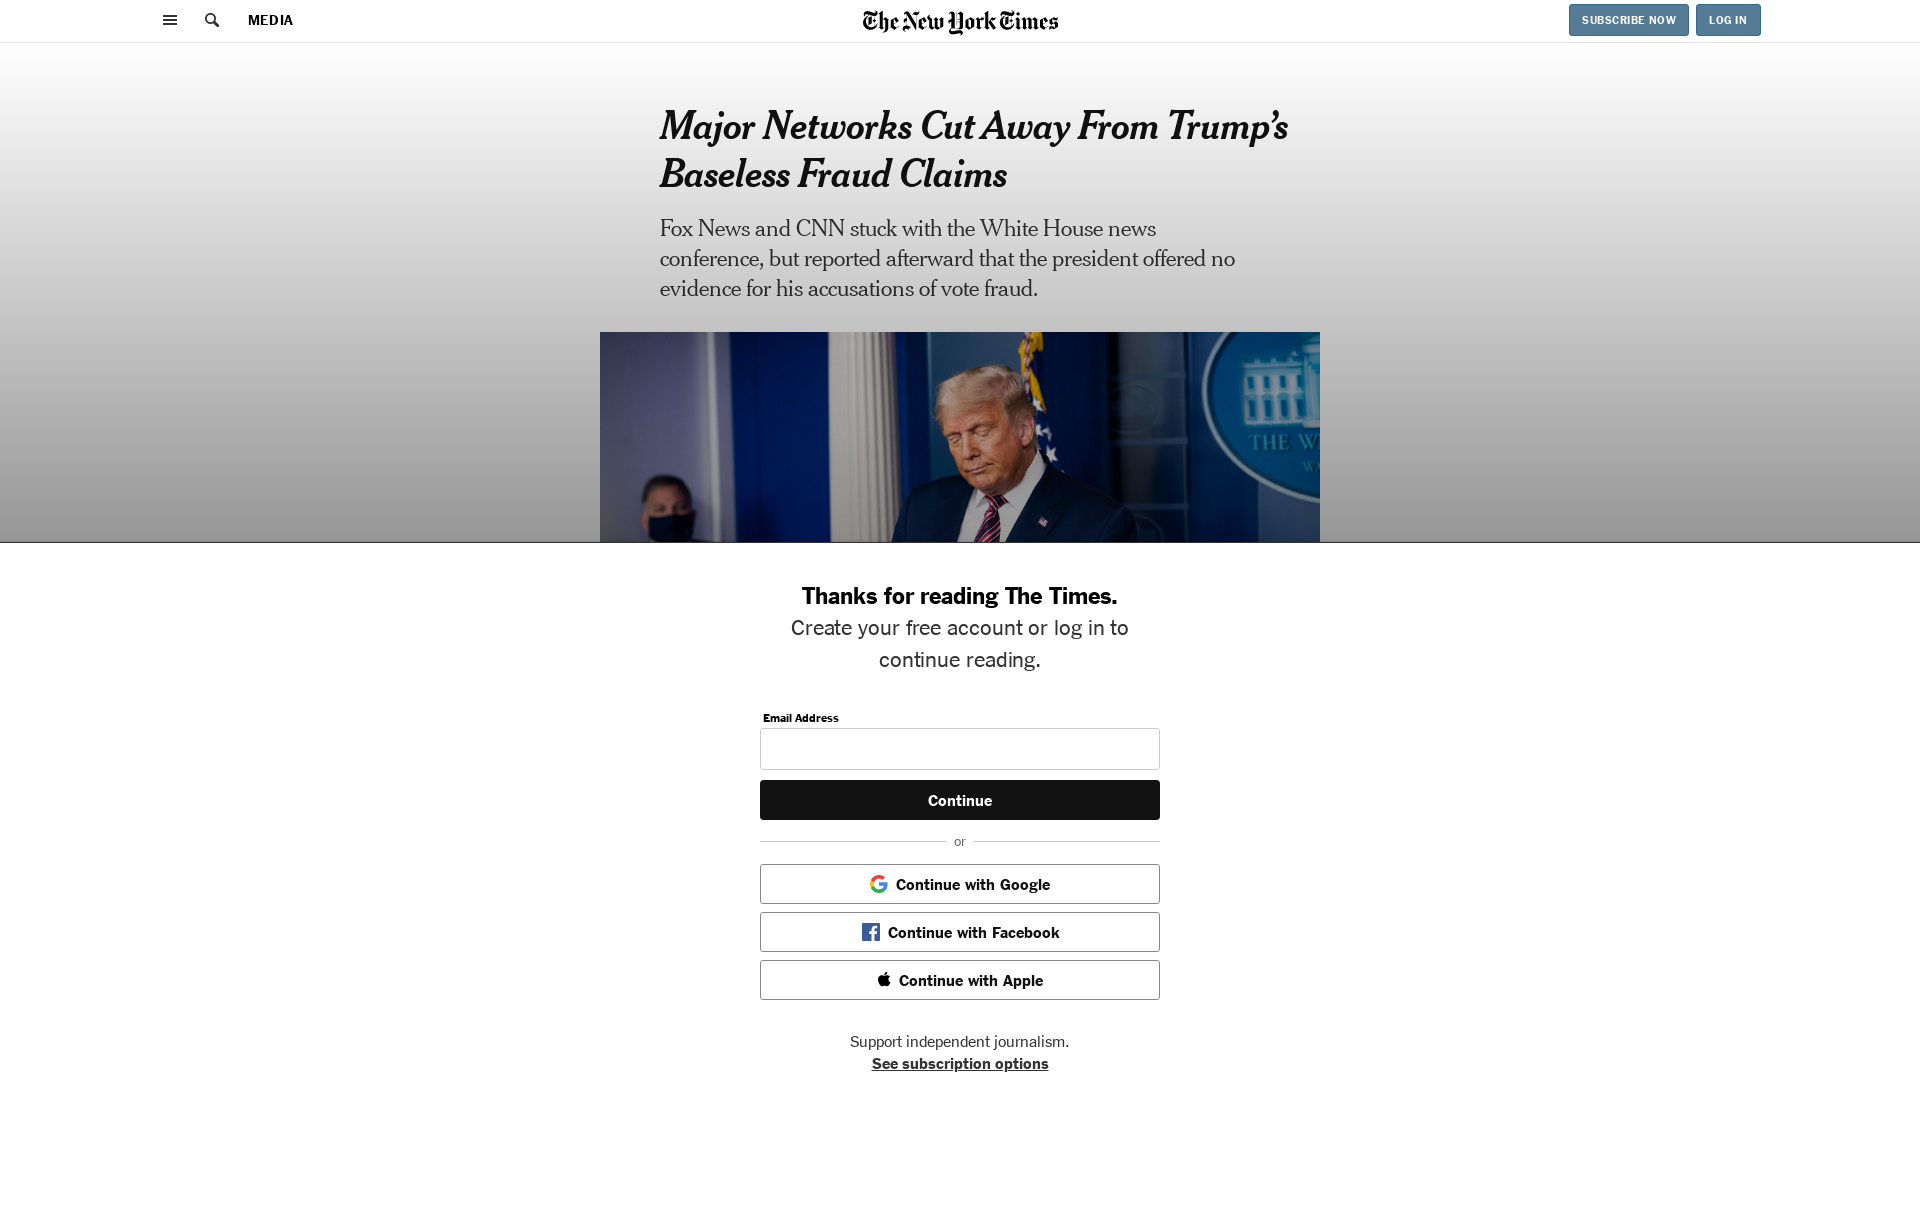 MEDIA
The New York Times
SUBSCRIBE NOW
LOG IN
Major Networks Cut Away From Trump’s
Baseless Fraud Claims
Fox News and CNN stuck with the White House news
conference, but reported afterward that the president offered no
evidence for his accusations of vote fraud.
THE W
WA
Thanks for reading The Times.
Create your free account or log in to
continue reading.
Email Address
Continue
or
Continue with Google
Continue with Facebook
Continue with Apple
Support independent journalism.
See subscription options